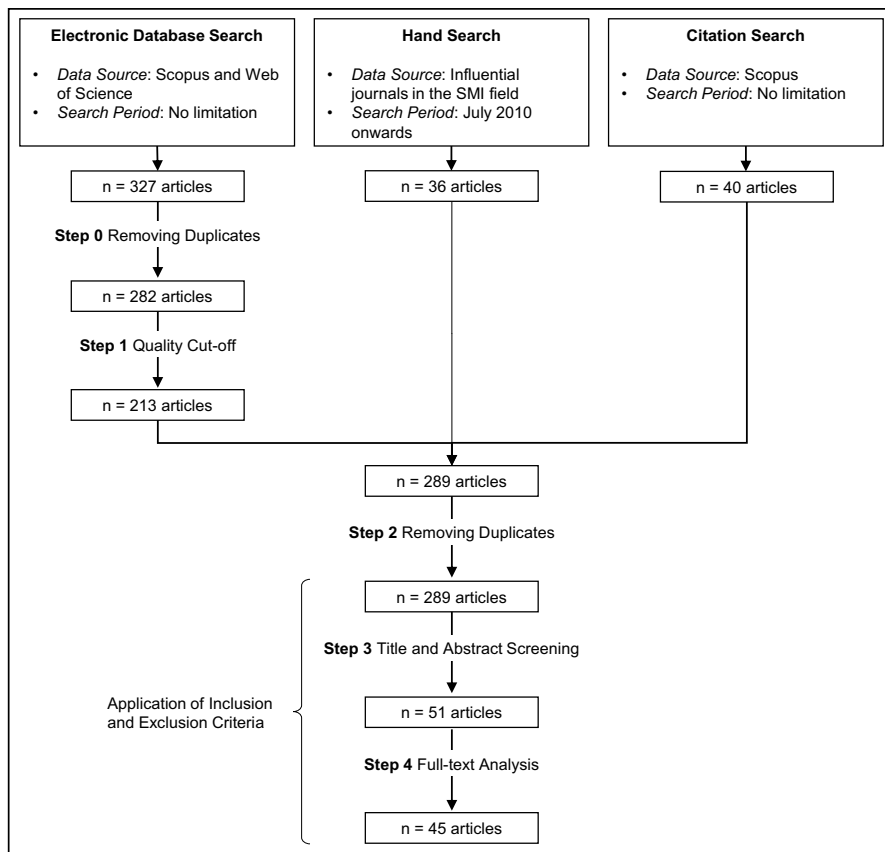 Electronic Database Search
• Data Source: Scopus and Web
of Science
• Search Period: No limitation
Hand Search
• Data Source: Influential
journals in the SMI field
• Search Period: July 2010
onwards
Citation Search
• Data Source: Scopus
• Search Period: No limitation
n = 327 articles
n = 36 articles
n = 40 articles
Step 0 Removing Duplicates
n = 282 articles
Step 1 Quality Cut-off
n = 213 articles
n = 289 articles
Step 2 Removing Duplicates
n = 289 articles
Step 3 Title and Abstract Screening
Application of Inclusion
and Exclusion Criteria
n = 51 articles
Step 4 Full-text Analysis
n = 45 articles